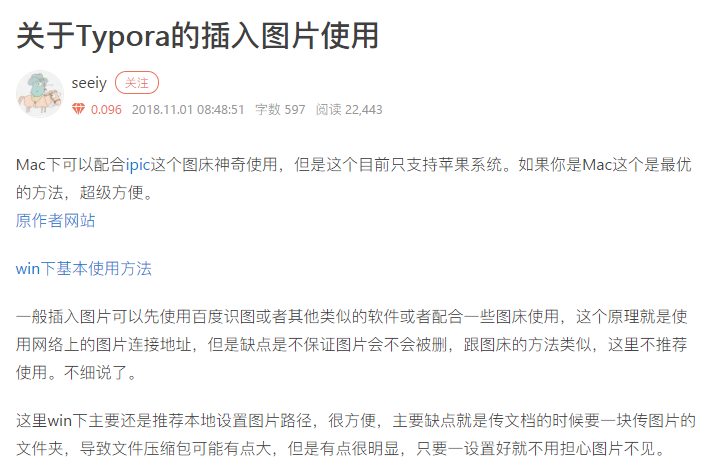 关于Typora的插入图片使用
seeiy 关注
0.096 2018.11.01 08:48:51 字数 597 阅读 22,443
Mac下可以配合ipic这个图床神奇使用，但是这个目前只支持苹果系统。如果你是Mac这个是最优
的方法，超级方便。
原作者网站
win下基本使用方法
一般插入图片可以先使用百度识图或者其他类似的软件或者配合一些图床使用，这个原理就是使
用网络上的图片连接地址，但是缺点是不保证图片会不会被删，跟图床的方法类似，这里不推荐
使用。不细说了。
这里win下主要还是推荐本地设置图片路径，很方便，主要缺点就是传文档的时候要一块传图片的
文件夹，导致文件压缩包可能有点大，但是有点很明显，只要一设置好就不用担心图片不见。